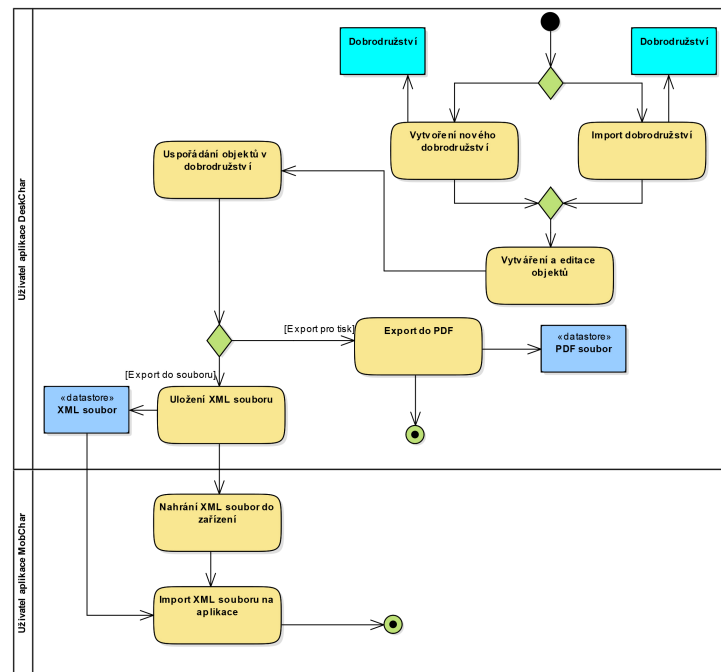 Uživatel aplikace DeskChar
Dobrodružství
Dobrodružství
Vytvoření nového
dobrodružství
Import dobrodružství
Uspořádání objektů v
dobrodružství
Vytváření a editace
objektů
[Export pro tisk]
Export do PDF
«datastore»
PDF soubor
[Export do souboru]
«datastore»
XML soubor
Uložení XML souboru
Uživatel aplikace MobChar
Nahrání XML soubor do
zařízení
Import XML souboru na
aplikace